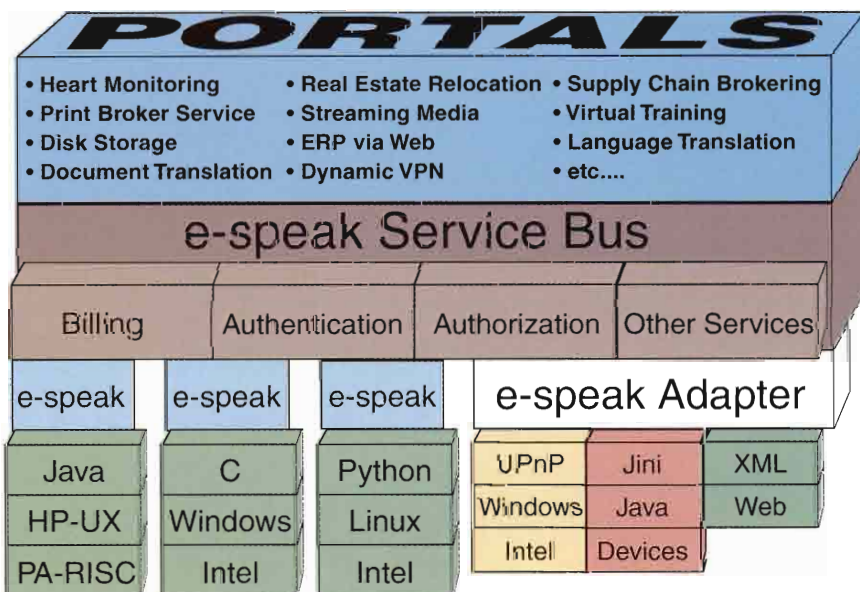 PORTALS
• Heart Monitoring • Real Estate Relocation • Supply Chain Brokering
• Print Broker Service • Streaming Media • Virtual Training
• Disk Storage • ERP via Web • Language Translation
• Document Translation • Dynamic VPN • etc....
e-speak Service Bus
Billing Authentication Authorization Other Services
e-speak e-speak e-speak e-speak Adapter
Java C Python UPnP Jini XML
HP-UX Windows Linux Windows Java Web
PA-RISC Intel Intel Intel Devices